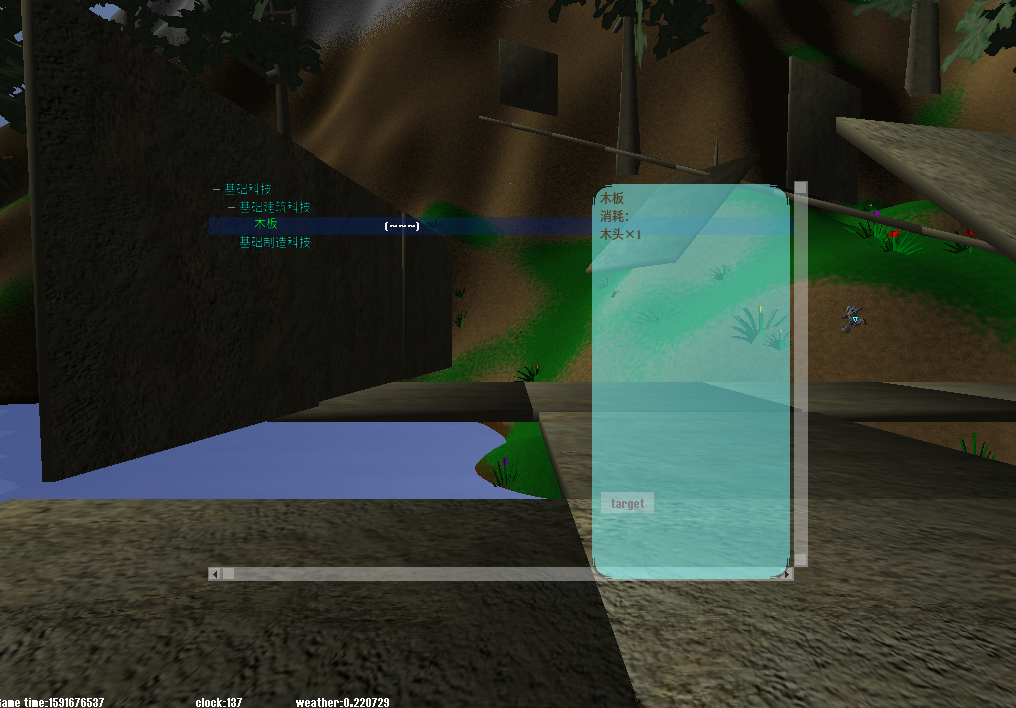 − 基础科技
− 基础建筑科技
木板
(~~~)
基础制造科技
木板
消耗:
木头×1
target
ame time:1591676537
clock:137
weather:0.220729